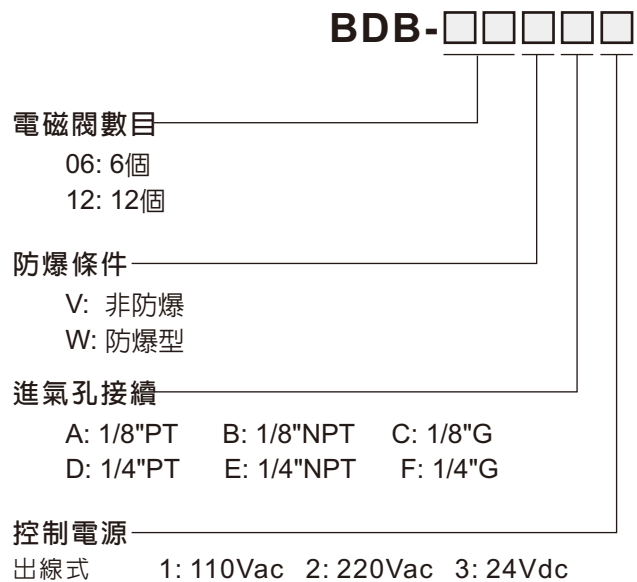 BDB-□□□□□
電磁閥數目
06: 6個
12: 12個
防爆條件
V: 非防爆
W: 防爆型
進氣孔接續
A: 1/8"PT B: 1/8"NPT C: 1/8"G
D: 1/4"PT E: 1/4"NPT F: 1/4"G
控制電源
出線式 1: 110Vac 2: 220Vac 3: 24Vdc